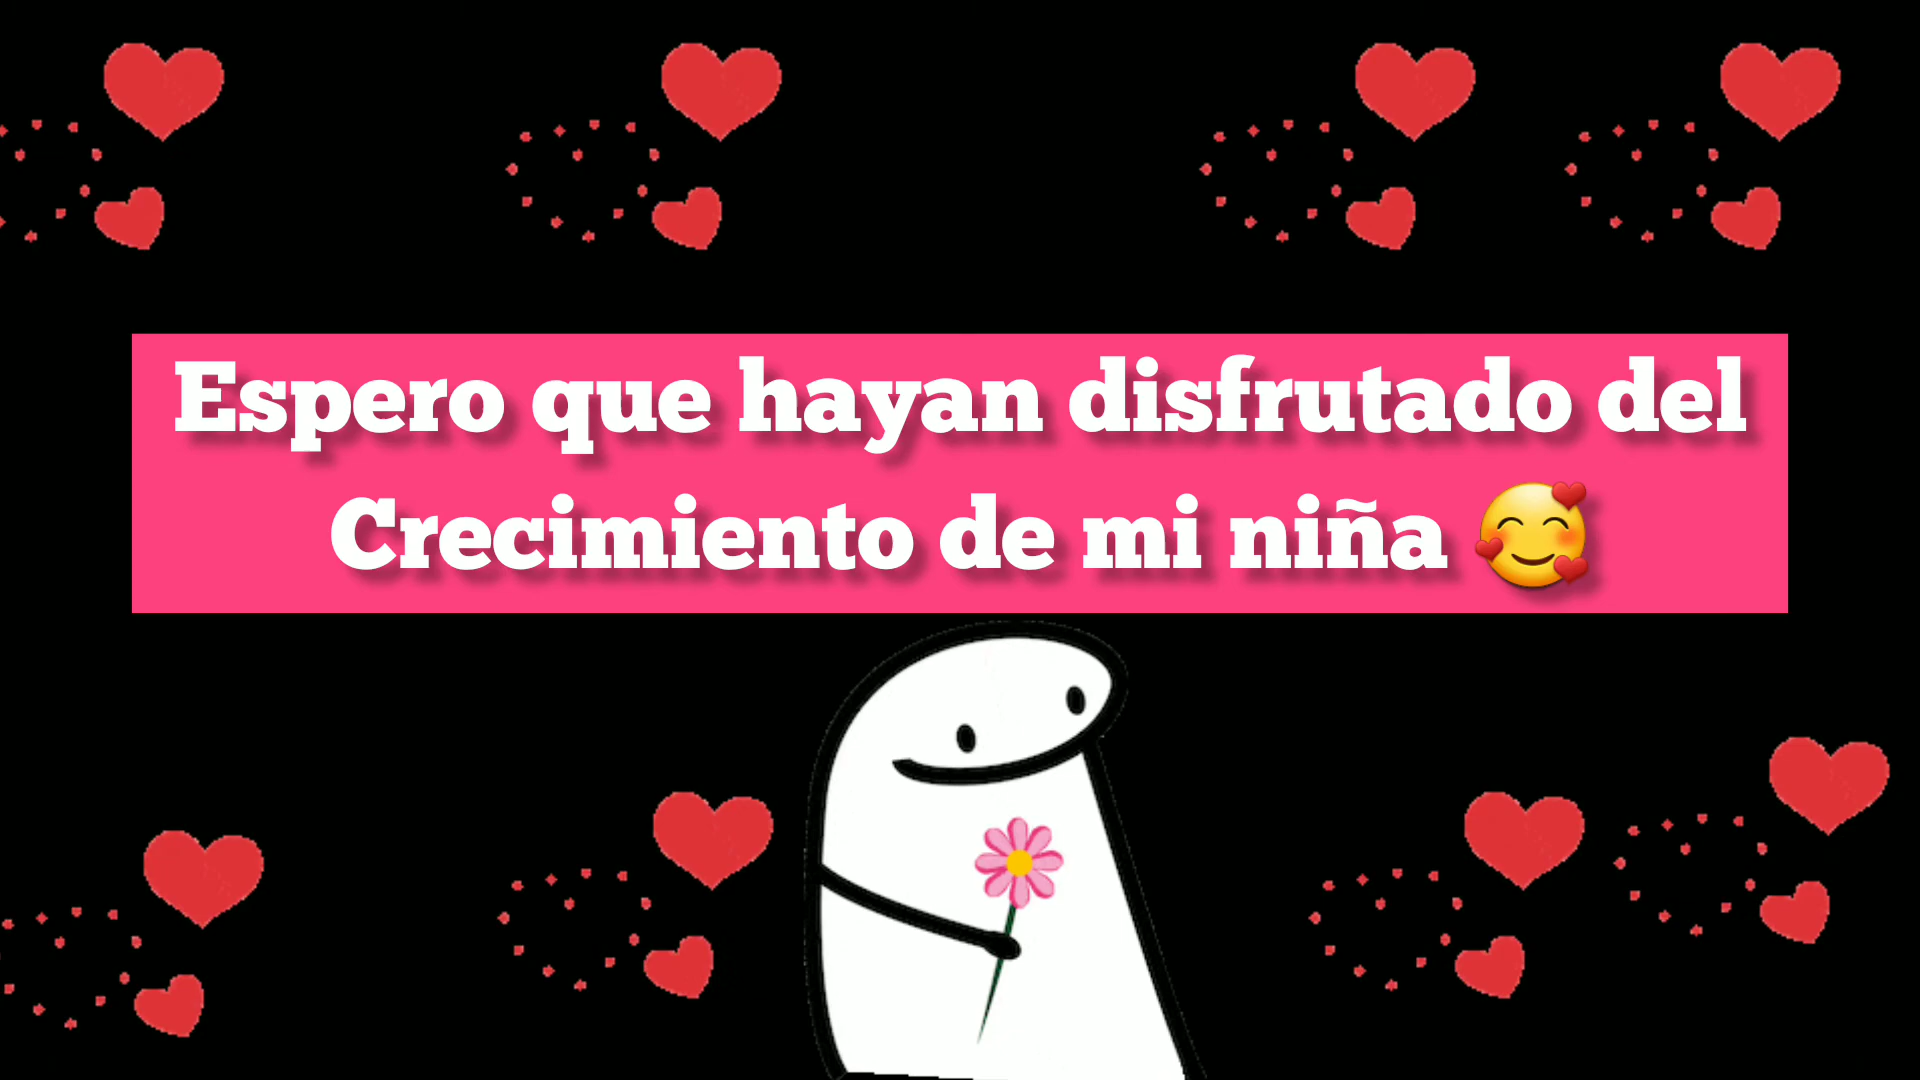 Espero que hayan disfrutado del
Crecimiento de mi niña 🥰